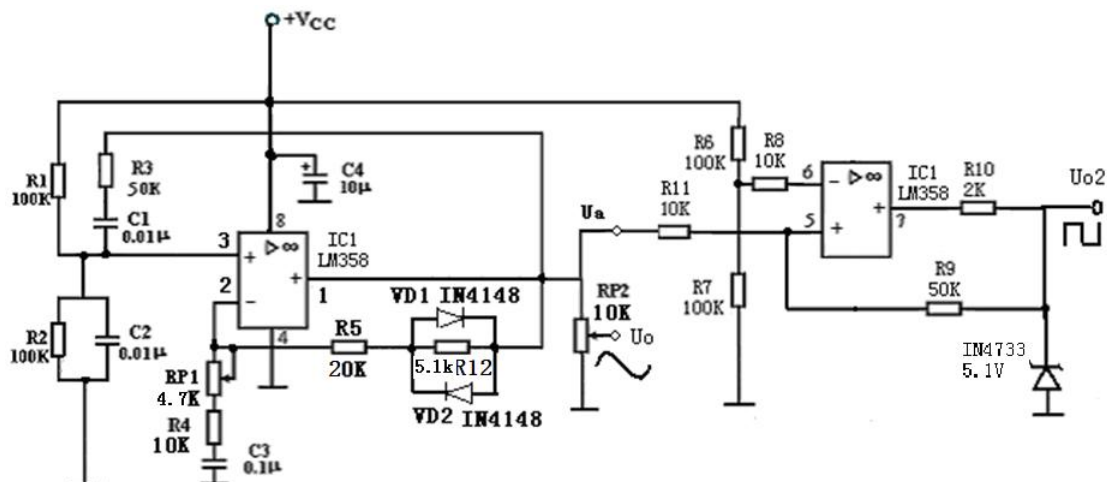 +VCC
R1
100K
R3
50K
C1
0.01μ
C4
10μ
+
8
3
2
+
-
▷∞
+
IC1
LM358
1
4
R2
100K
C2
0.01μ
RP1
4.7K
R4
10K
C3
0.1μ
R5
20K
VD1 IN4148
5.1kR12
VD2 IN4148
Ua
RP2
10K
Uo
R11
10K
R6
100K
R8
10K
R7
100K
6
5
-
+
▷∞
+
IC1
LM358
7
R10
2K
Uo2
R9
50K
IN4733
5.1V